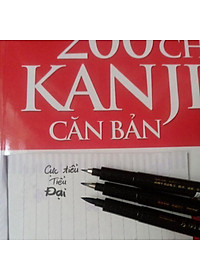 200 CH
KANJI
CĂN BẢN
Cực tiểu
Tiểu
Đại